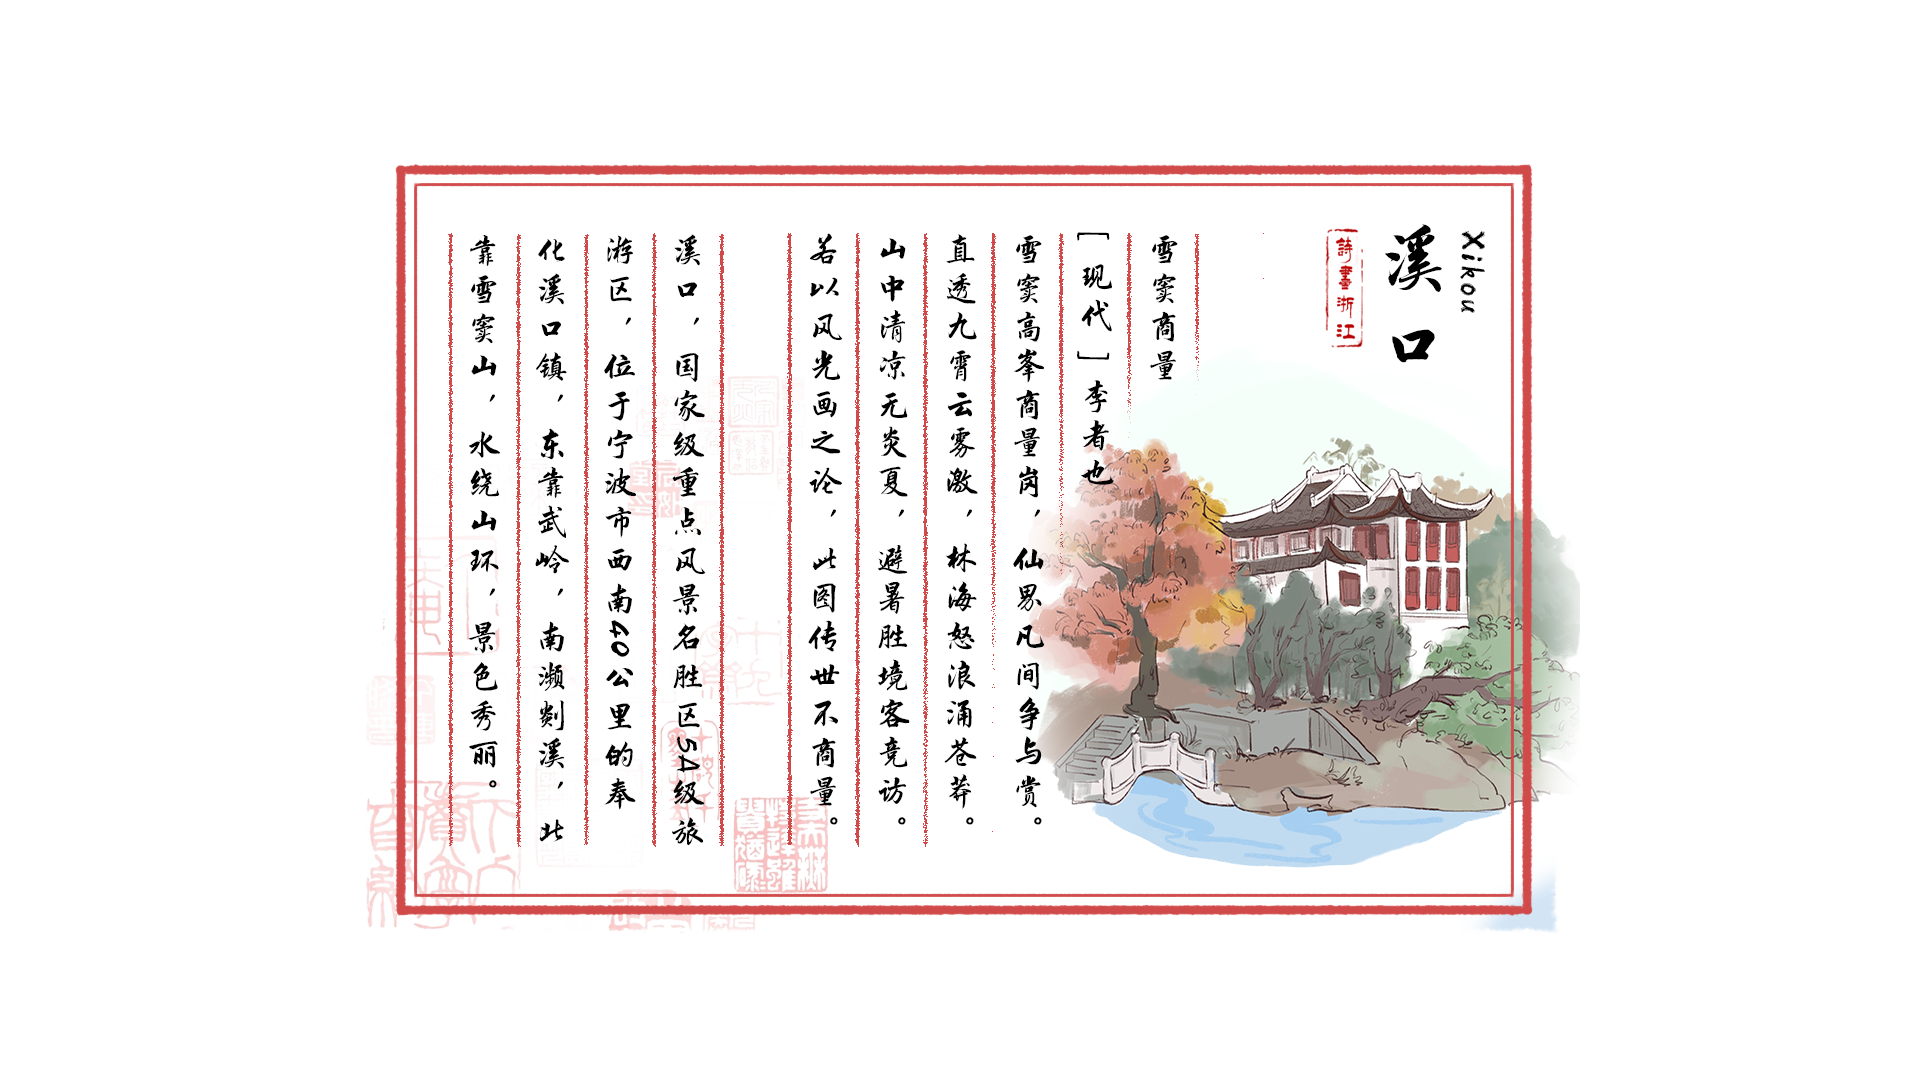 Xikou
溪口
詩書浙江
雪窦商量
[现代]李者也
雪窦高峯商量岗，仙界凡间争与赏。
直透九霄云雾激，林海怒浪涌苍莽。
山中清凉无炎夏，避暑胜境客竞访。
若以风光画之论，此图传世不商量。
溪口，国家级重点风景名胜区5A级旅
游区，位于宁波市西南40公里的奉
化溪口镇，东靠武岭，南濒剡溪，北
靠雪窦山，水绕山环，景色秀丽。